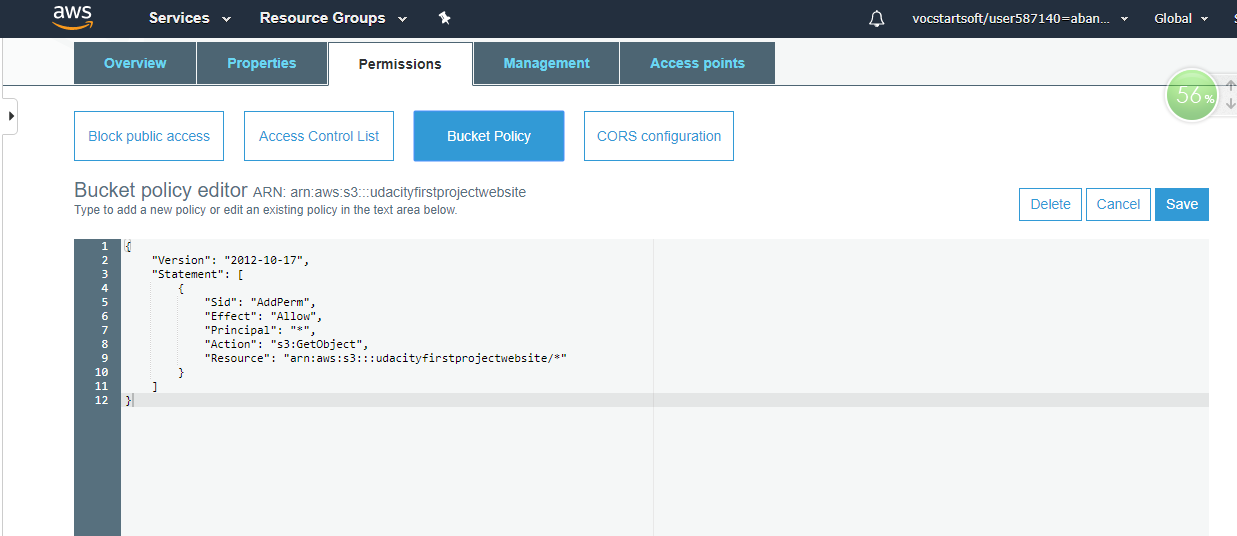 aws Services Resource Groups vocstartsoft/user587140=aban... Global
Overview Properties Permissions Management Access points
56%
Block public access Access Control List Bucket Policy CORS configuration
Bucket policy editor ARN: arn:aws:s3:::udacityfirstprojectwebsite
Type to add a new policy or edit an existing policy in the text area below.
Delete Cancel Save
1 {
2 "Version": "2012-10-17",
3 "Statement": [
4 {
5 "Sid": "AddPerm",
6 "Effect": "Allow",
7 "Principal": "*",
8 "Action": "s3:GetObject",
9 "Resource": "arn:aws:s3:::udacityfirstprojectwebsite/*"
10 }
11 ]
12 }